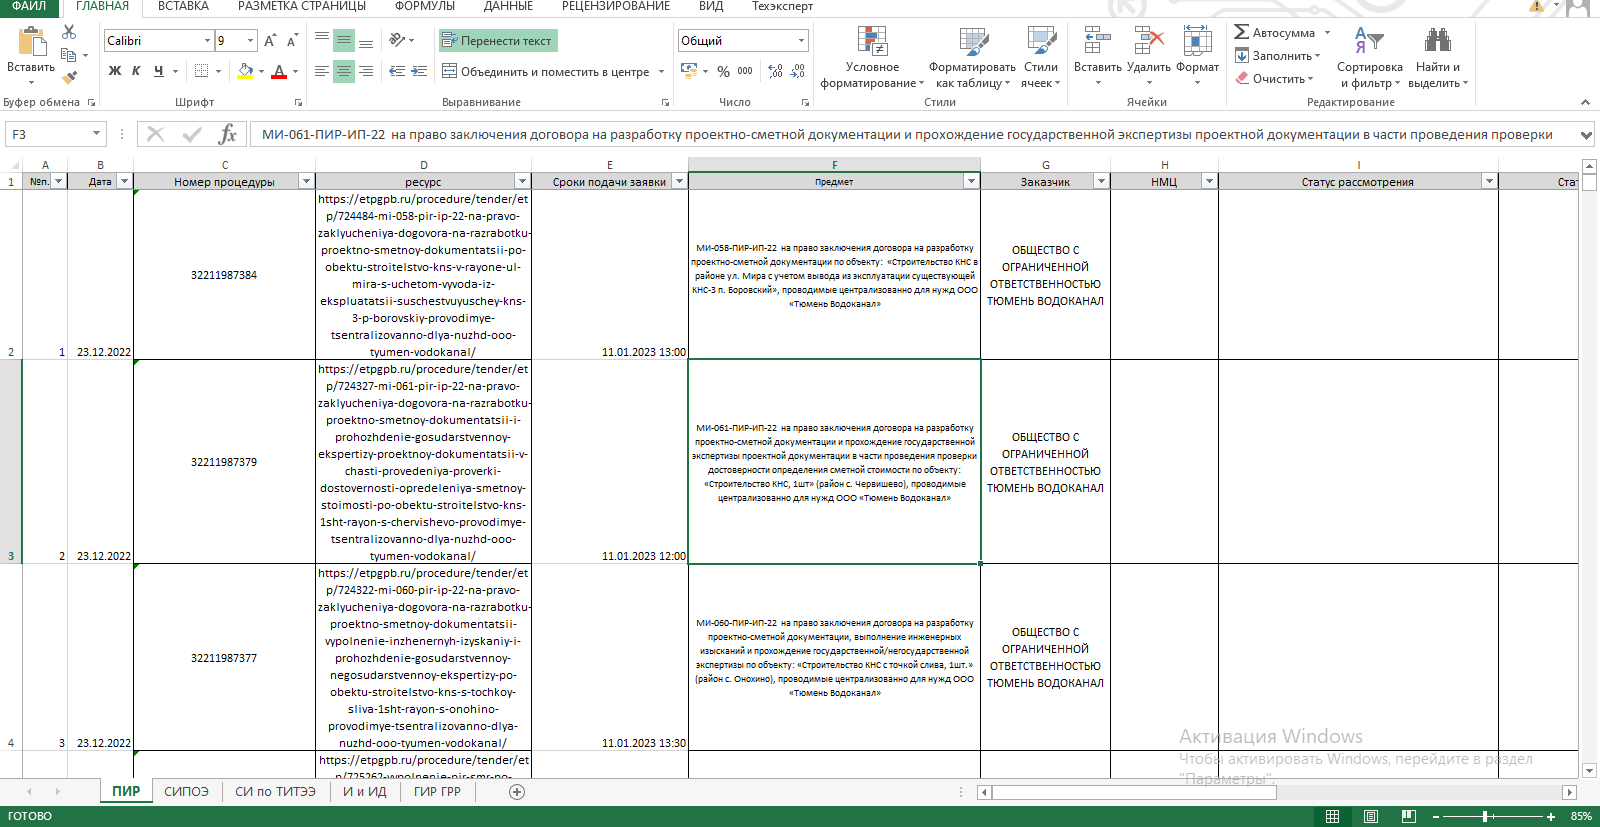 ФАЙЛ ГЛАВНАЯ ВСТАВКА РАЗМЕТКА СТРАНИЦЫ ФОРМУЛЫ ДАННЫЕ РЕЦЕНЗИРОВАНИЕ ВИД Техэксперт
Вставить
Буфер обмена
Calibri 9
Ж К Ч
Шрифт
Перенести текст
Объединить и поместить в центре
Выравнивание
Общий
% 000
Число
Условное форматирование
Форматировать как таблицу
Стили ячеек
Стили
Вставить Удалить Формат
Ячейки
Автосумма
Заполнить
Очистить
Сортировка и фильтр
Найти и выделить
Редактирование
F3 fx МИ-061-ПИР-ИП-22 на право заключения договора на разработку проектно-сметной документации и прохождение государственной экспертизы проектной документации в части проведения проверки
A B C D E F G H I
1 №п. Дата Номер процедуры ресурс Сроки подачи заявки Предмет Заказчик НМЦ Статус рассмотрения Ста
2 1 23.12.2022
32211987384
https://etpgpb.ru/procedure/tender/et
p/724484-mi-058-pir-ip-22-na-pravo-
zaklyucheniya-dogovora-na-razrabotku-
proektno-smetnoy-dokumentatsii-po-
obektu-stroitelstvo-kns-v-rayone-ul-
mira-s-uchetom-vyvoda-iz-
ekspluatatsii-suschestvuyuschey-kns-
3-p-borovskiy-provodimye-
tsentralizovanno-dlya-nuzhd-ooo-
tyumen-vodokanal/
11.01.2023 13:00
МИ-058-ПИР-ИП-22 на право заключения договора на разработку
проектно-сметной документации по объекту: «Строительство КНС в
районе ул. Мира с учетом вывода из эксплуатации существующей
КНС-3 п. Боровский», проводимые централизованно для нужд ООО
«Тюмень Водоканал»
ОБЩЕСТВО С
ОГРАНИЧЕННОЙ
ОТВЕТСТВЕННОСТЬЮ
ТЮМЕНЬ ВОДОКАНАЛ
3 2 23.12.2022
32211987379
https://etpgpb.ru/procedure/tender/et
p/724327-mi-061-pir-ip-22-na-pravo-
zaklyucheniya-dogovora-na-razrabotku-
proektno-smetnoy-dokumentatsii-i-
prohozhdenie-gosudarstvennoy-
ekspertizy-proektnoy-dokumentatsii-v-
chasti-provedeniya-proverki-
dostovernosti-opredeleniya-smetnoy-
stoimosti-po-obektu-stroitelstvo-kns-
1sht-rayon-s-chervishevo-provodimye-
tsentralizovanno-dlya-nuzhd-ooo-
tyumen-vodokanal/
11.01.2023 12:00
МИ-061-ПИР-ИП-22 на право заключения договора на разработку
проектно-сметной документации и прохождение государственной
экспертизы проектной документации в части проведения проверки
достоверности определения сметной стоимости по объекту:
«Строительство КНС, 1шт» (район с. Червишево), проводимые
централизованно для нужд ООО «Тюмень Водоканал»
ОБЩЕСТВО С
ОГРАНИЧЕННОЙ
ОТВЕТСТВЕННОСТЬЮ
ТЮМЕНЬ ВОДОКАНАЛ
4 3 23.12.2022
32211987377
https://etpgpb.ru/procedure/tender/et
p/724322-mi-060-pir-ip-22-na-pravo-
zaklyucheniya-dogovora-na-razrabotku-
proektno-smetnoy-dokumentatsii-
vypolnenie-inzhenernyh-izyskaniy-i-
prohozhdenie-gosudarstvennoy-
negosudarstvennoy-ekspertizy-po-
obektu-stroitelstvo-kns-s-tochkoy-
sliva-1sht-rayon-s-onohino-
provodimye-tsentralizovanno-dlya-
nuzhd-ooo-tyumen-vodokanal/
11.01.2023 13:30
МИ-060-ПИР-ИП-22 на право заключения договора на разработку
проектно-сметной документации, выполнение инженерных
изысканий и прохождение государственной/негосударственной
экспертизы по объекту: «Строительство КНС с точкой слива, 1шт.»
(район с. Онохино), проводимые централизованно для нужд ООО
«Тюмень Водоканал»
ОБЩЕСТВО С
ОГРАНИЧЕННОЙ
ОТВЕТСТВЕННОСТЬЮ
ТЮМЕНЬ ВОДОКАНАЛ
https://etpgpb.ru/procedure/tender/et
p/725262-vypolnenie-pir-smr-po-
Активация Windows
Чтобы активировать Windows, перейдите в раздел
"Параметры".
ПИР СИПОЭ СИ по ТИТЭЭ И и ИД ГИР ГРР
ГОТОВО 85%